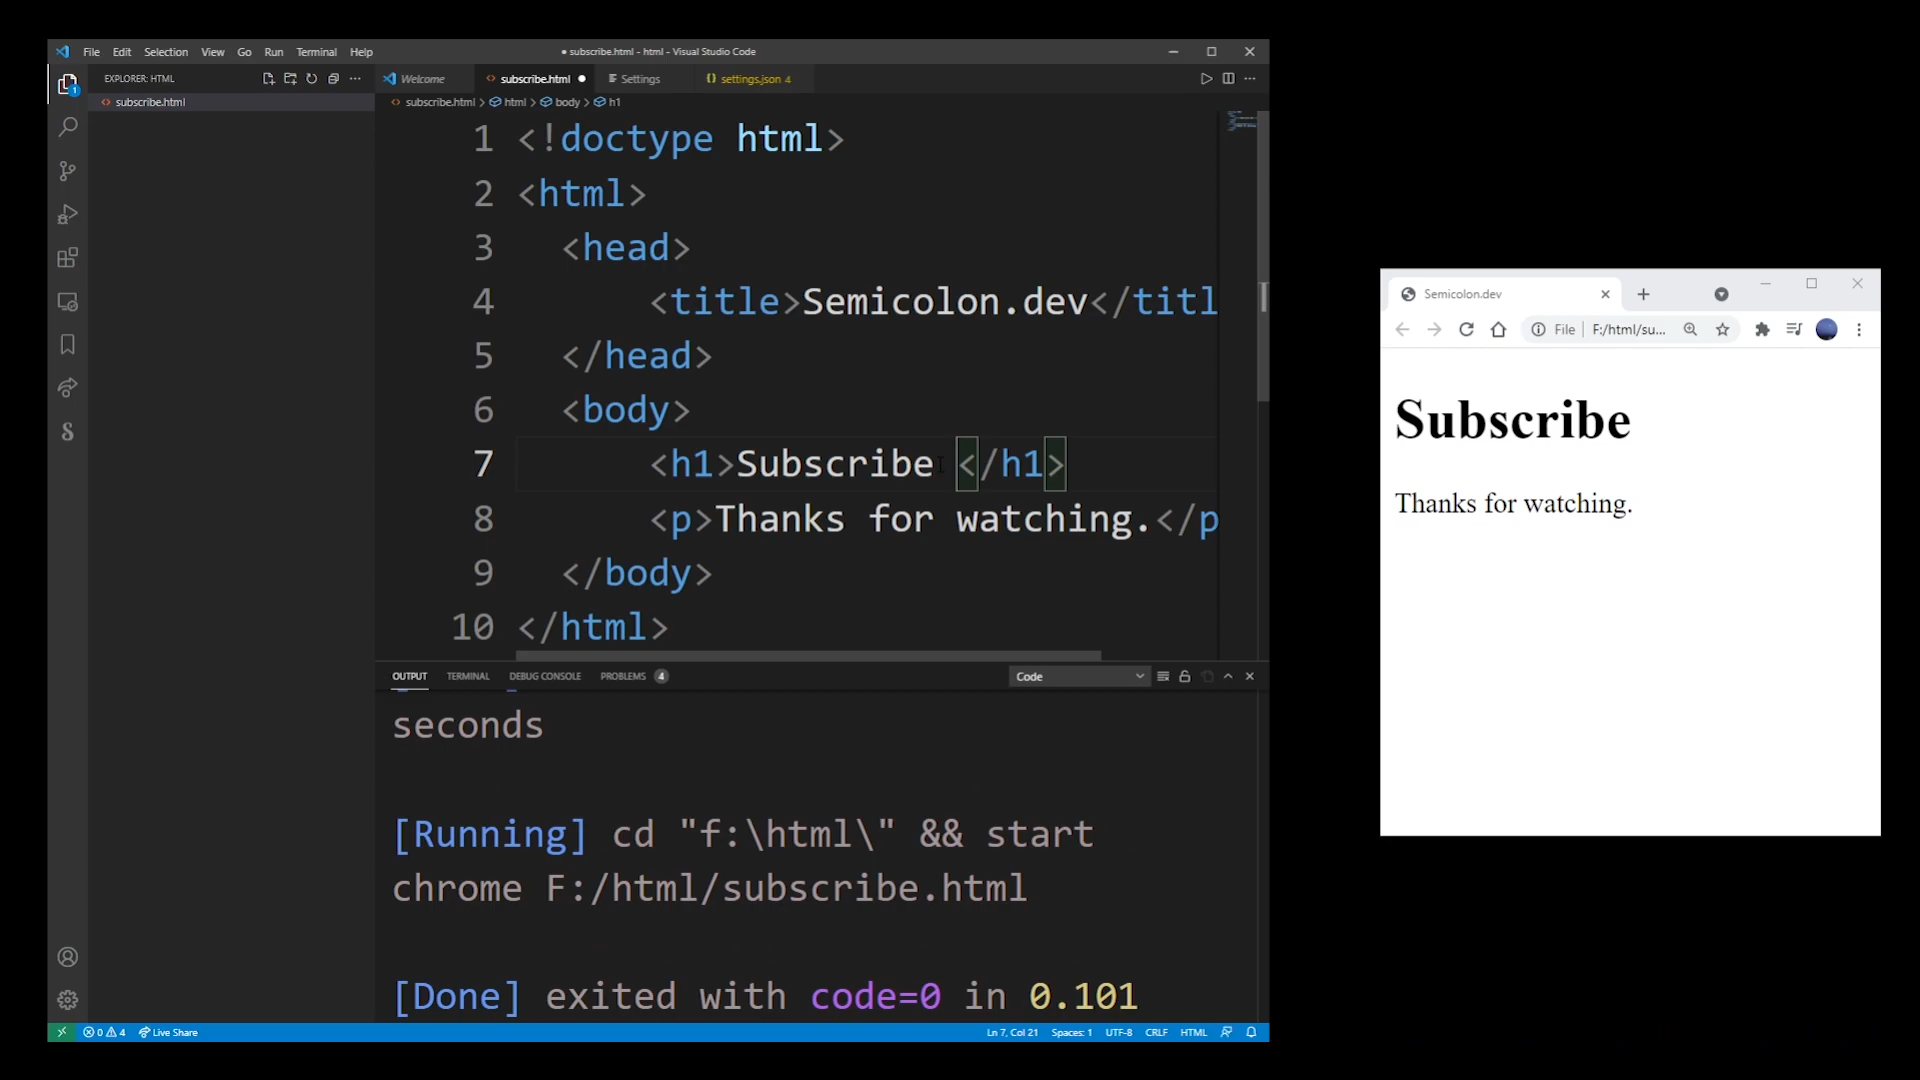 File Edit Selection View Go Run Terminal Help
● subscribe.html - html - Visual Studio Code
EXPLORER: HTML
Welcome
subscribe.html ●
Settings
settings.json 4
subscribe.html
subscribe.html > html > body > h1
1 <!doctype html>
2 <html>
3 <head>
4 <title>Semicolon.dev</titl
5 </head>
6 <body>
7 <h1>Subscribe </h1>
8 <p>Thanks for watching.</p
9 </body>
10 </html>
OUTPUT TERMINAL DEBUG CONSOLE PROBLEMS 4
Code
seconds
[Running] cd "f:\html\" && start
chrome F:/html/subscribe.html
[Done] exited with code=0 in 0.101
0 4 Live Share
Ln 7, Col 21 Spaces: 1 UTF-8 CRLF HTML
1
Semicolon.dev
File F:/html/su...
Subscribe
Thanks for watching.